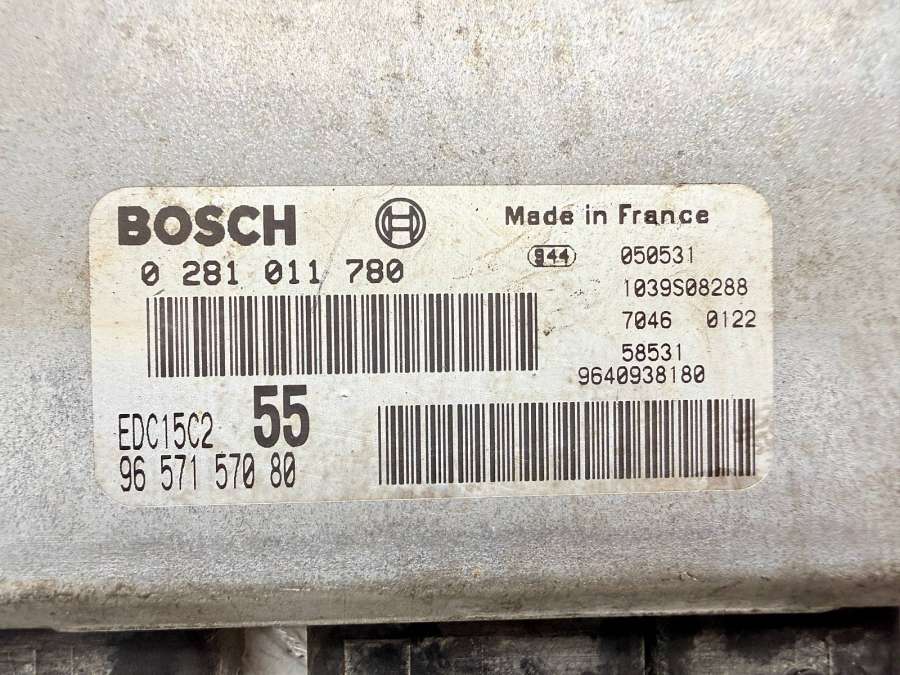 BOSCH
0 281 011 780
Made in France
944
050531
1039S08288
7046 0122
58531
9640938180
EDC15C2 55
96 571 570 80